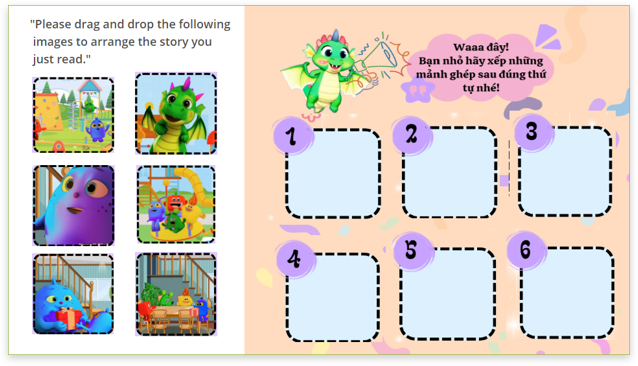 "Please drag and drop the following
images to arrange the story you
just read."
Waaa đây!
Bạn nhỏ hãy xếp những
mảnh ghép sau đúng thứ
tự nhé!
1
2
3
4
5
6